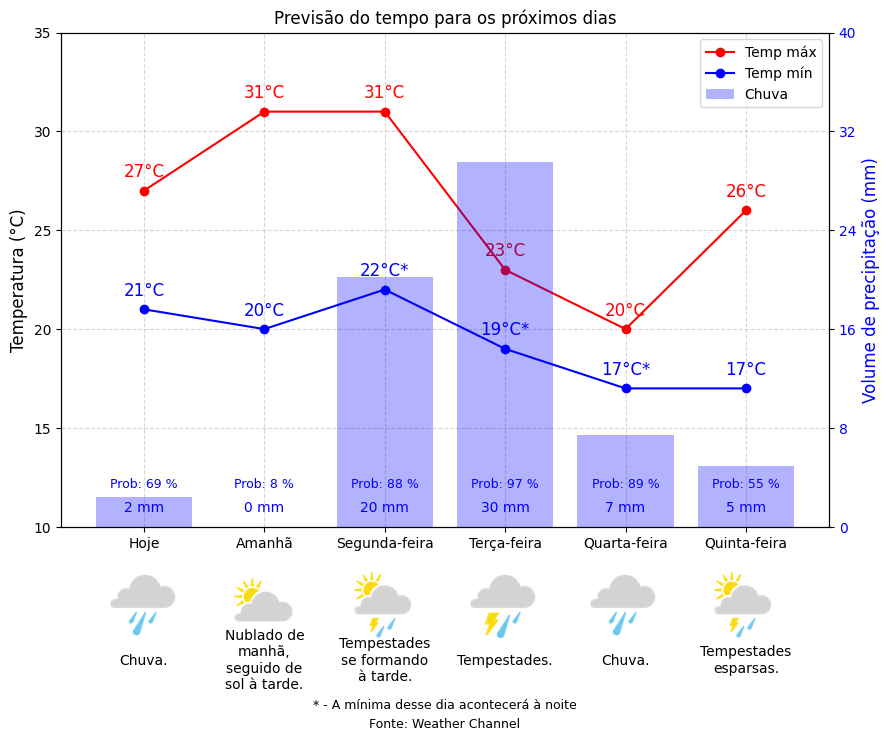 Previsão do tempo para os próximos dias
35
30
25
20
15
10
Temperatura (°C)
40
32
24
16
8
0
Volume de precipitação (mm)
Temp máx
Temp mín
Chuva
27°C
31°C
31°C
23°C
20°C
26°C
21°C
20°C
22°C*
19°C*
17°C*
17°C
Prob: 69 %
Prob: 8 %
Prob: 88 %
Prob: 97 %
Prob: 89 %
Prob: 55 %
2 mm
0 mm
20 mm
30 mm
7 mm
5 mm
Hoje
Amanhã
Segunda-feira
Terça-feira
Quarta-feira
Quinta-feira
Chuva.
Nublado de
manhã,
seguido de
sol à tarde.
Tempestades
se formando
à tarde.
Tempestades.
Chuva.
Tempestades
esparsas.
* - A mínima desse dia acontecerá à noite
Fonte: Weather Channel